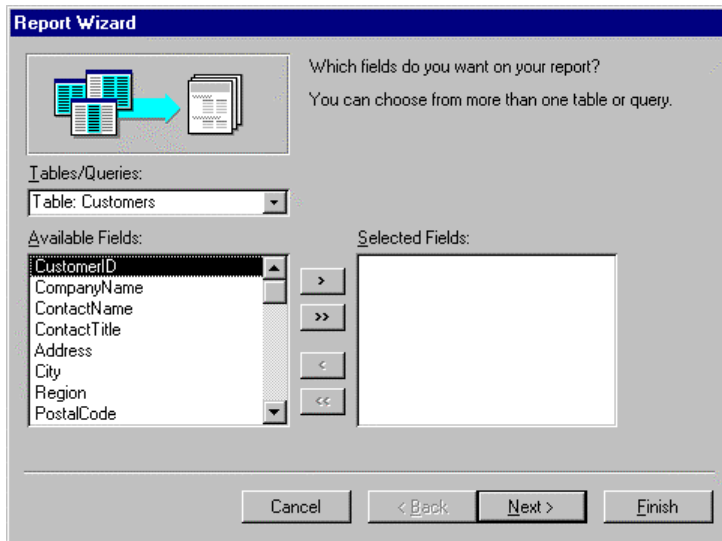 Report Wizard
Which fields do you want on your report?
You can choose from more than one table or query.
Tables/Queries:
Table: Customers
Available Fields:
Selected Fields:
CustomerID
CompanyName
ContactName
ContactTitle
Address
City
Region
PostalCode
>
>>
<
<<
Cancel
< Back
Next >
Finish